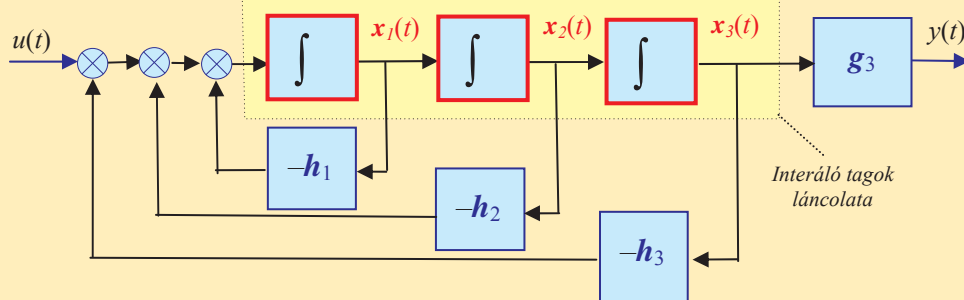 u(t)
∫
x1(t)
∫
x2(t)
∫
x3(t)
g3
y(t)
–h1
–h2
–h3
Interáló tagok
láncolata